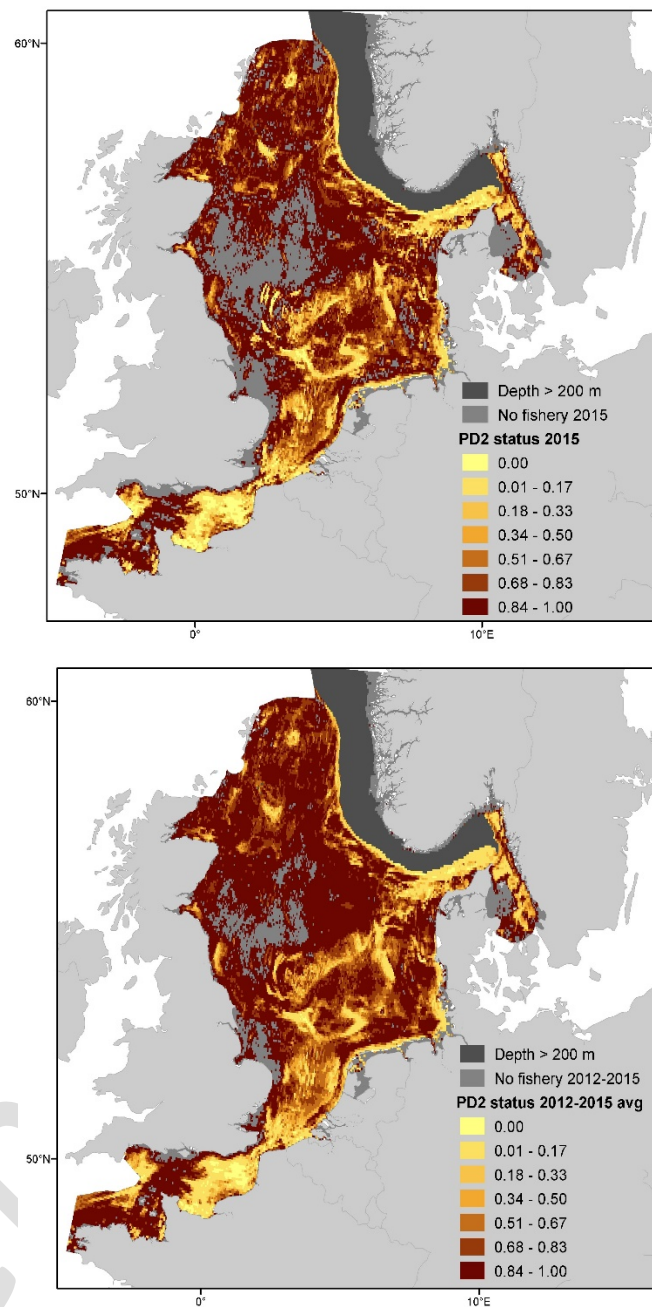 60°N
Depth > 200 m
No fishery 2015
PD2 status 2015
0.00
0.01 - 0.17
0.18 - 0.33
0.34 - 0.50
0.51 - 0.67
0.68 - 0.83
0.84 - 1.00
50°N
0°
10°E
60°N
Depth > 200 m
No fishery 2012-2015
PD2 status 2012-2015 avg
0.00
0.01 - 0.17
0.18 - 0.33
0.34 - 0.50
0.51 - 0.67
0.68 - 0.83
0.84 - 1.00
50°N
0°
10°E